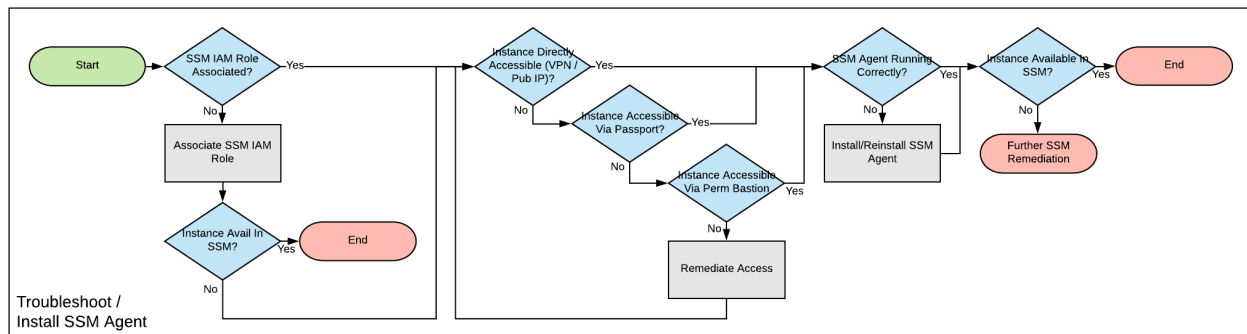 Start
SSM IAM Role
Associated?
Yes
No
Associate SSM IAM
Role
Instance Avail In
SSM?
Yes
End
No
Instance Directly
Accessible (VPN /
Pub IP)?
Yes
No
Instance Accessible
Via Passport?
Yes
No
Instance Accessible
Via Perm Bastion
Yes
No
Remediate Access
SSM Agent Running
Correctly?
Yes
No
Install/Reinstall SSM
Agent
Instance Available In
SSM?
Yes
End
No
Further SSM
Remediation
Troubleshoot /
Install SSM Agent